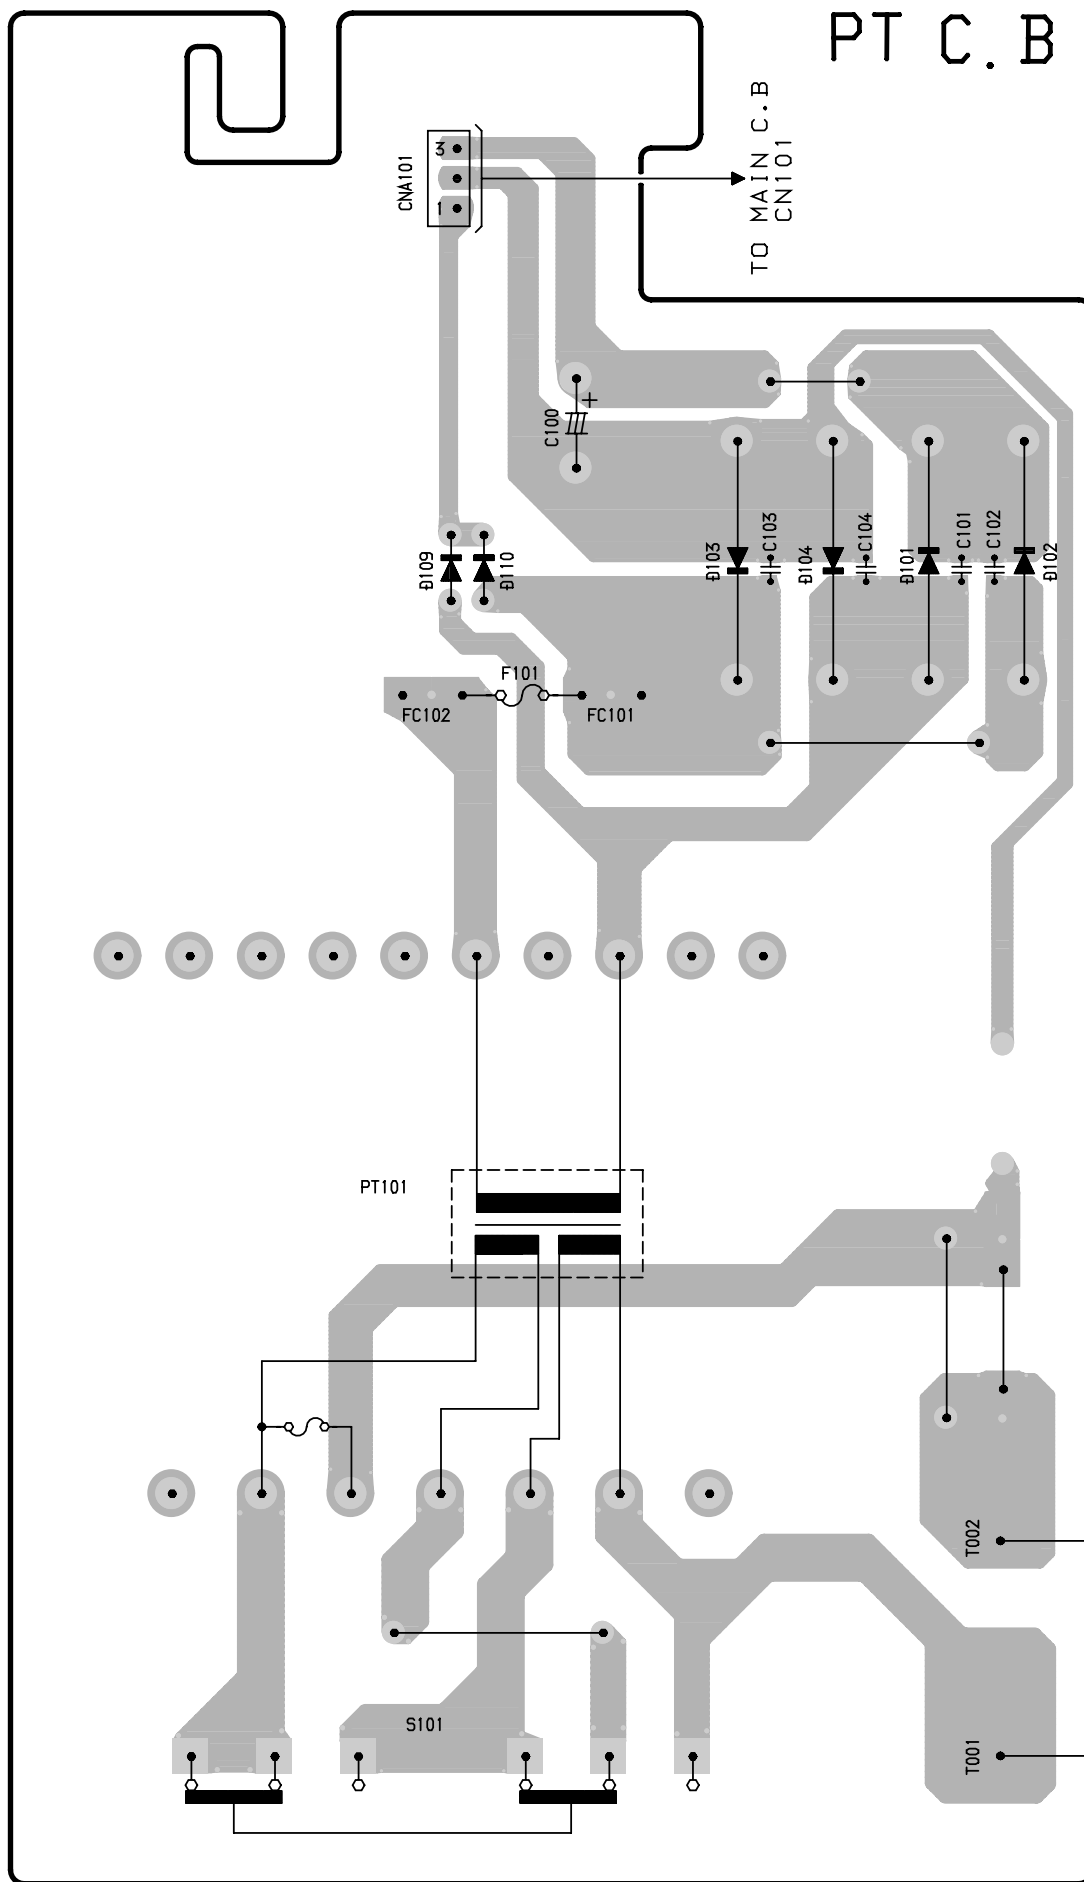 PT C.B
TO MAIN C.B
CN101
CNA101
3
1
C100
+
D109
D110
D103
C103
D104
C104
D101
C101
C102
D102
F101
FC102
FC101
PT101
T002
S101
T001